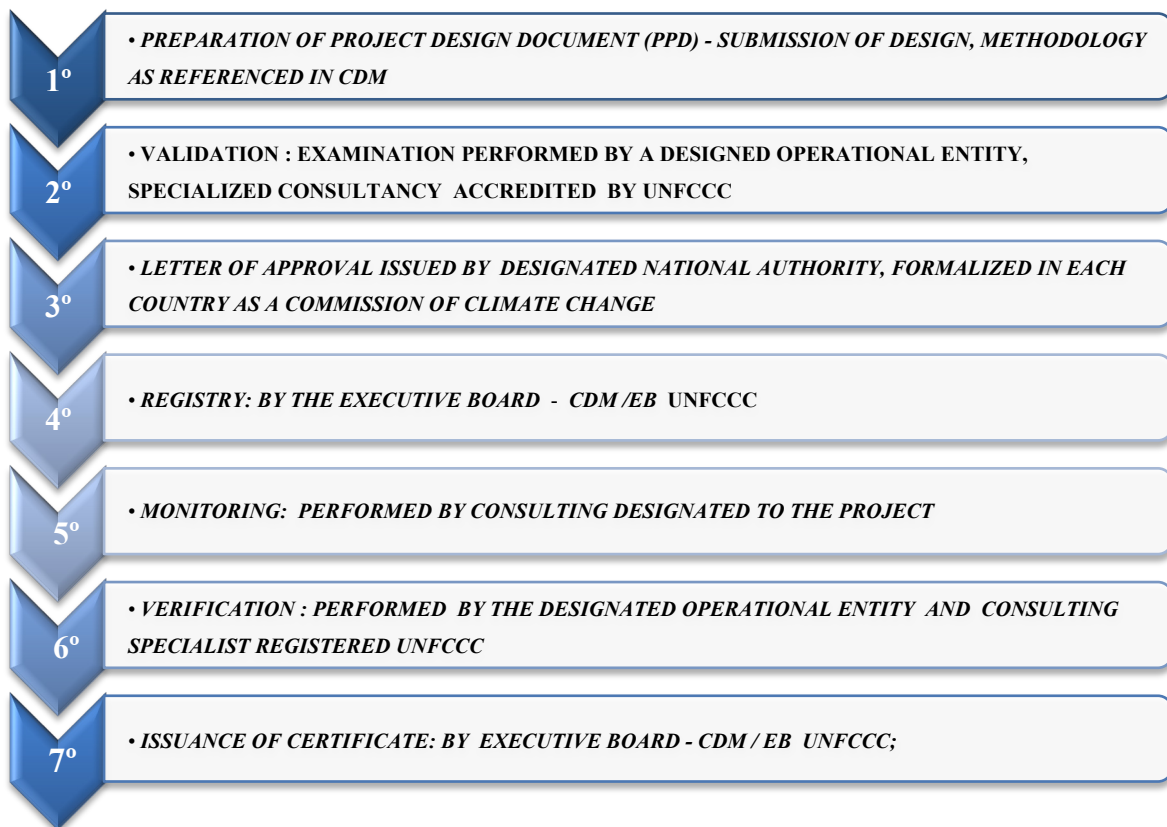 1º
• PREPARATION OF PROJECT DESIGN DOCUMENT (PPD) - SUBMISSION OF DESIGN, METHODOLOGY
AS REFERENCED IN CDM
2º
• VALIDATION : EXAMINATION PERFORMED BY A DESIGNED OPERATIONAL ENTITY,
SPECIALIZED CONSULTANCY ACCREDITED BY UNFCCC
3º
• LETTER OF APPROVAL ISSUED BY DESIGNATED NATIONAL AUTHORITY, FORMALIZED IN EACH
COUNTRY AS A COMMISSION OF CLIMATE CHANGE
4º
• REGISTRY: BY THE EXECUTIVE BOARD - CDM /EB UNFCCC
5º
• MONITORING: PERFORMED BY CONSULTING DESIGNATED TO THE PROJECT
6º
• VERIFICATION : PERFORMED BY THE DESIGNATED OPERATIONAL ENTITY AND CONSULTING
SPECIALIST REGISTERED UNFCCC
7º
• ISSUANCE OF CERTIFICATE: BY EXECUTIVE BOARD - CDM / EB UNFCCC;